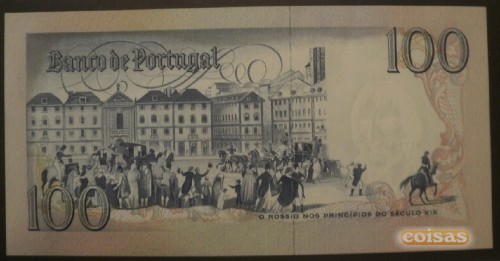 Banco de Portugal
100
100
O ROSSIO NOS PRINCÍPIOS DO SÉCULO XIX
coisas